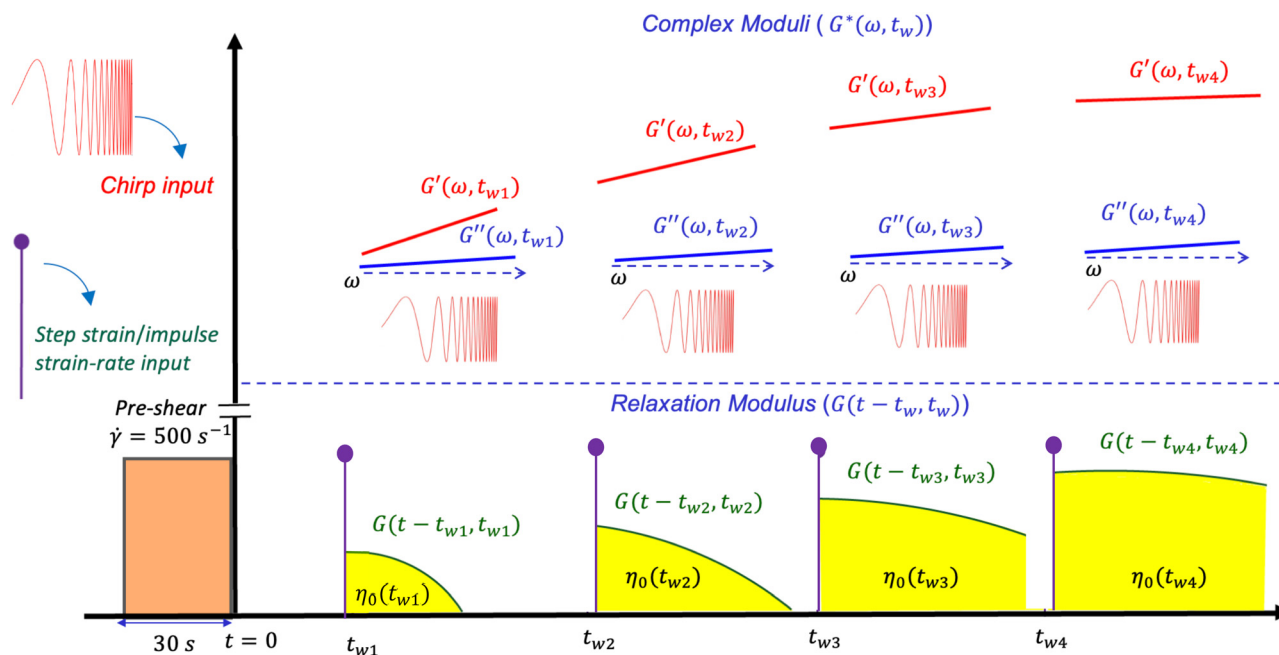 Complex Moduli ( G*(ω, t_w))
Chirp input
G′(ω, t_w1)
G′(ω, t_w2)
G′(ω, t_w3)
G′(ω, t_w4)
G′′(ω, t_w1)
G′′(ω, t_w2)
G′′(ω, t_w3)
G′′(ω, t_w4)
ω
ω
ω
ω
Step strain/impulse
strain-rate input
Pre-shear
γ̇ = 500 s⁻¹
Relaxation Modulus (G(t − t_w, t_w))
G(t − t_w1, t_w1)
G(t − t_w2, t_w2)
G(t − t_w3, t_w3)
G(t − t_w4, t_w4)
η₀(t_w1)
η₀(t_w2)
η₀(t_w3)
η₀(t_w4)
30 s
t = 0
t_w1
t_w2
t_w3
t_w4